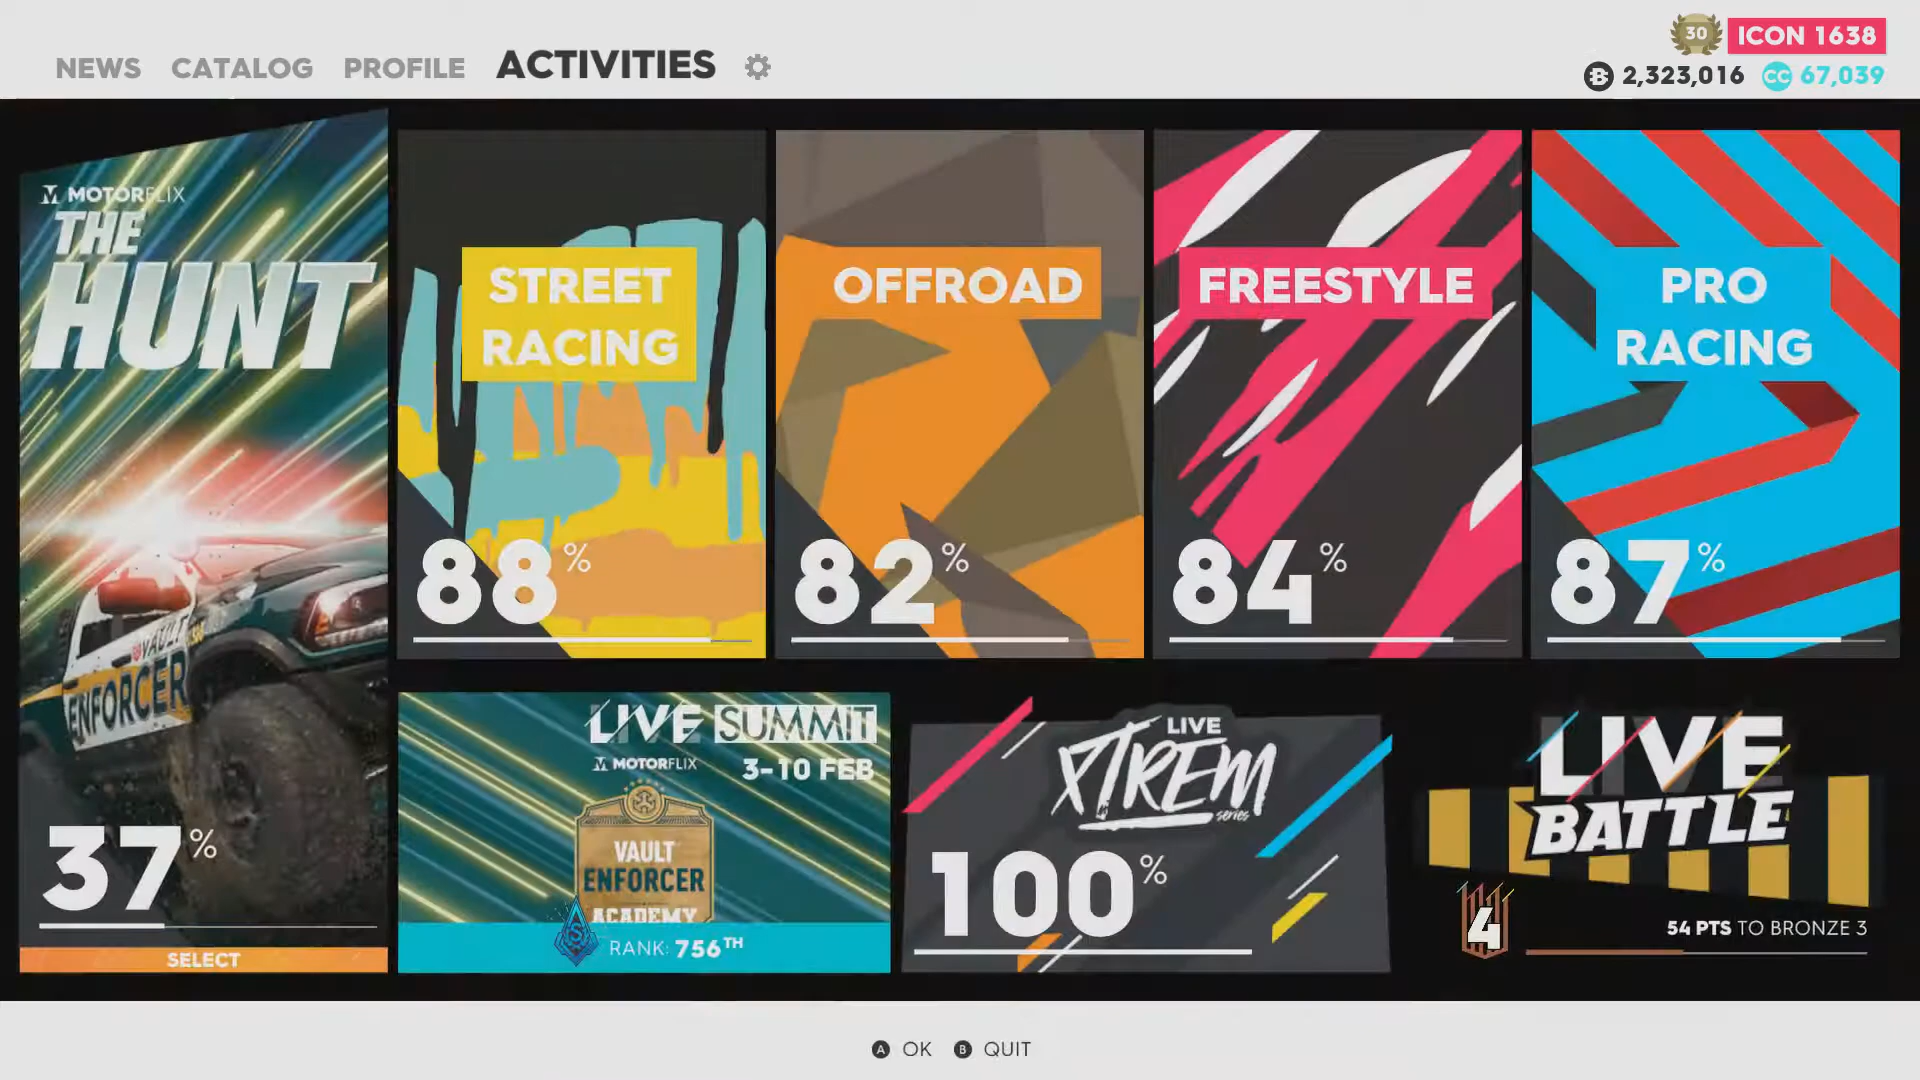 NEWS CATALOG PROFILE ACTIVITIES
30 ICON 1638
2,323,016 CC 67,039
MOTORFLIX
THE
HUNT
VAULT
ENFORCER
37%
SELECT
STREET
RACING
88%
OFFROAD
82%
FREESTYLE
84%
PRO
RACING
87%
LIVE SUMMIT
MOTORFLIX 3-10 FEB
VAULT
ENFORCER
ACADEMY
RANK: 756TH
LIVE
XTREM
series
100%
LIVE
BATTLE
4
54 PTS TO BRONZE 3
A OK B QUIT